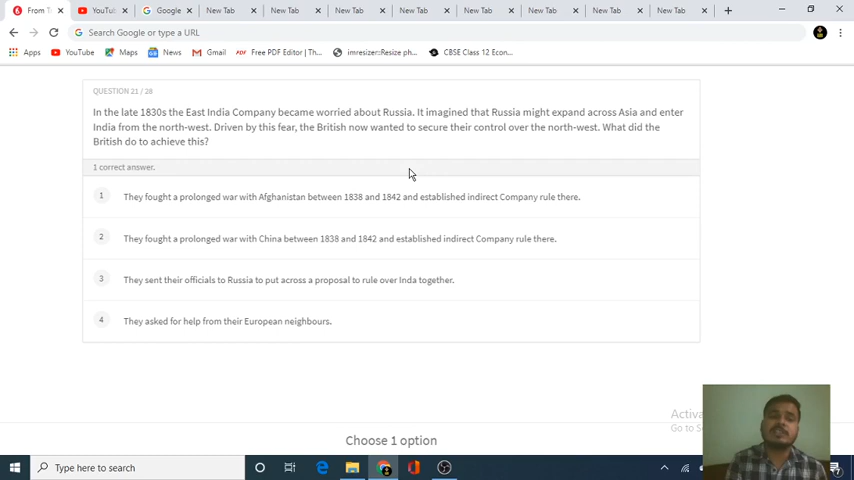 From T
YouTub
Google
New Tab
New Tab
New Tab
New Tab
New Tab
New Tab
New Tab
New Tab
Search Google or type a URL
Apps
YouTube
Maps
News
Gmail
PDF
Free PDF Editor | Th...
imresizer:Resize ph...
CBSE Class 12 Econ...
QUESTION 21 / 28
In the late 1830s the East India Company became worried about Russia. It imagined that Russia might expand across Asia and enter
India from the north-west. Driven by this fear, the British now wanted to secure their control over the north-west. What did the
British do to achieve this?
1 correct answer.
1 They fought a prolonged war with Afghanistan between 1838 and 1842 and established indirect Company rule there.
2 They fought a prolonged war with China between 1838 and 1842 and established indirect Company rule there.
3 They sent their officials to Russia to put across a proposal to rule over Inda together.
4 They asked for help from their European neighbours.
Activa
Go to S
Choose 1 option
Type here to search